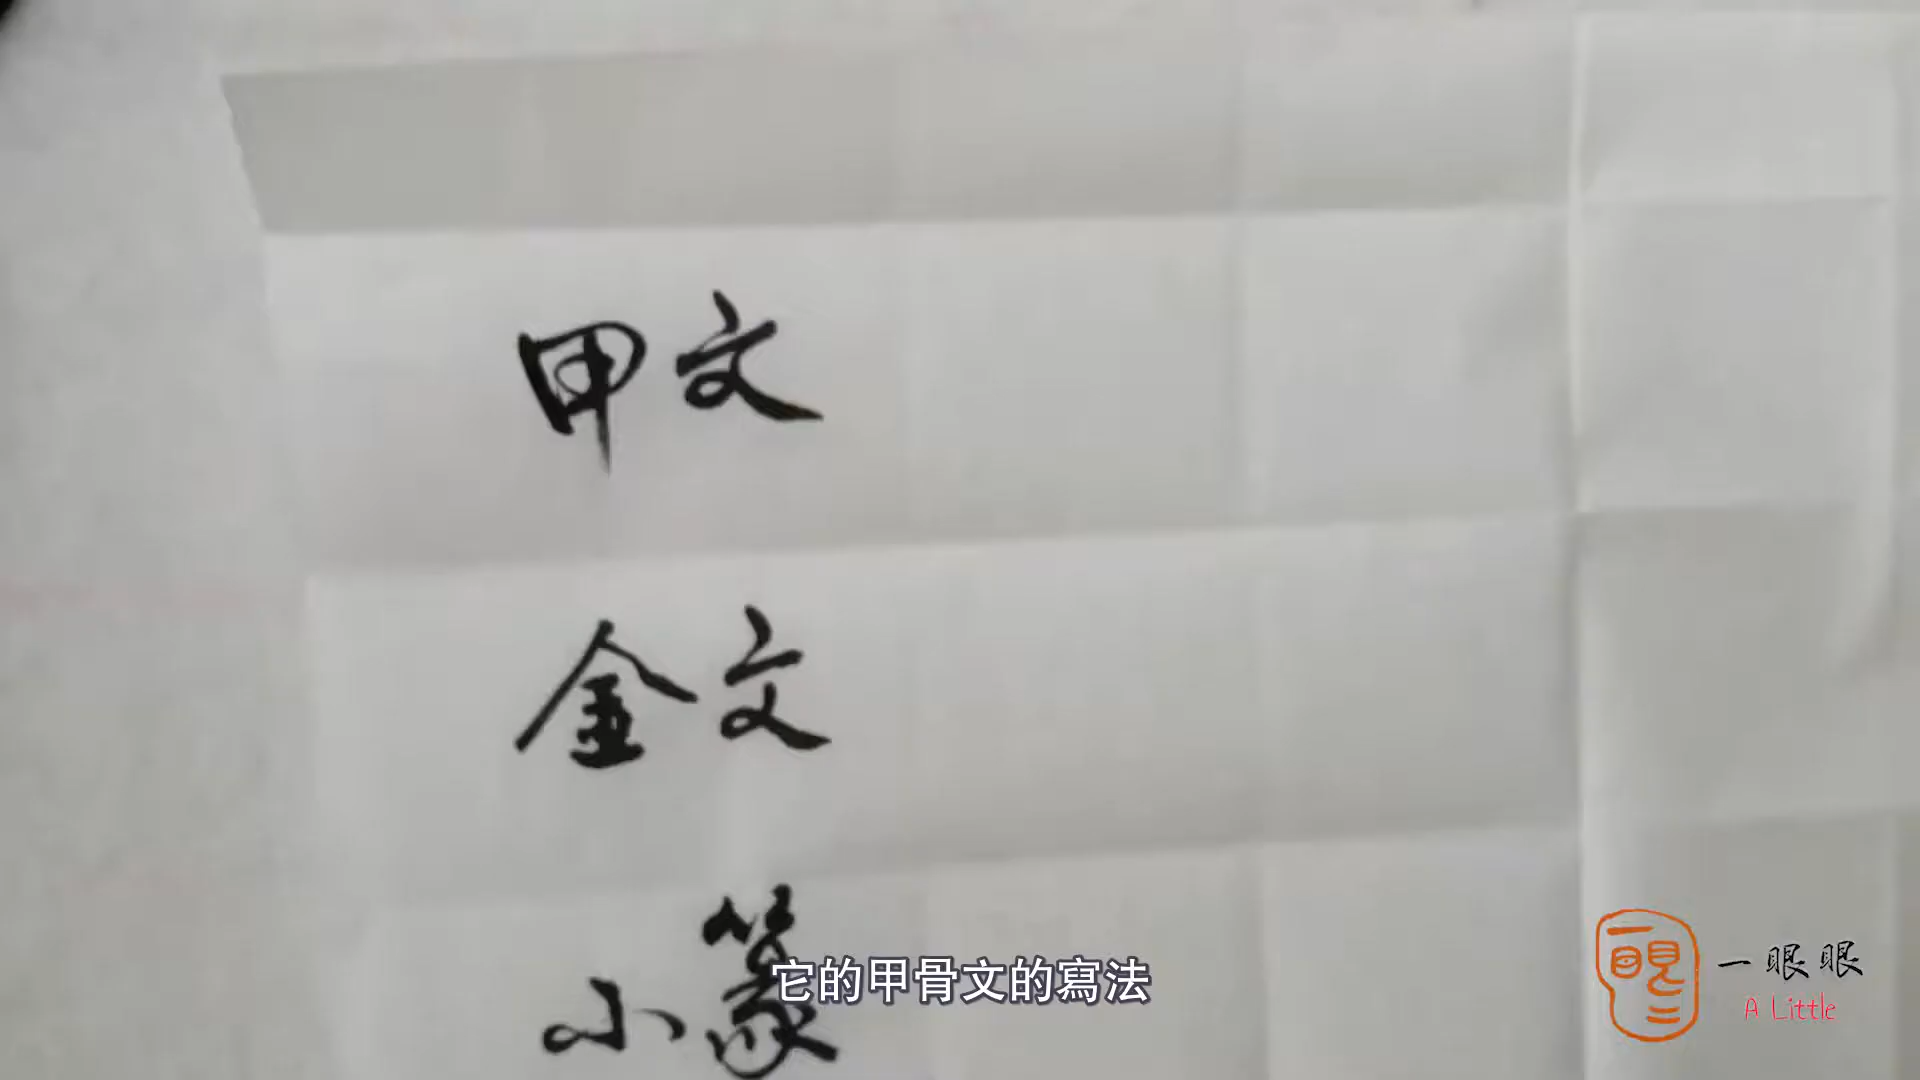 甲文
金文
小篆
它的甲骨文的寫法
一眼眼
A Little